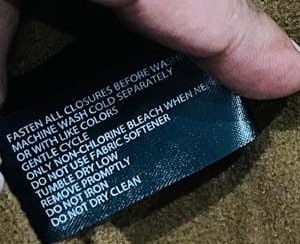 FASTEN ALL CLOSURES BEFORE WASH
MACHINE WASH COLD SEPARATELY
OR WITH LIKE COLORS
GENTLE CYCLE
ONLY NON-CHLORINE BLEACH WHEN NE
DO NOT USE FABRIC SOFTENER
TUMBLE DRY LOW
REMOVE PROMPTLY
DO NOT IRON
DO NOT DRY CLEAN